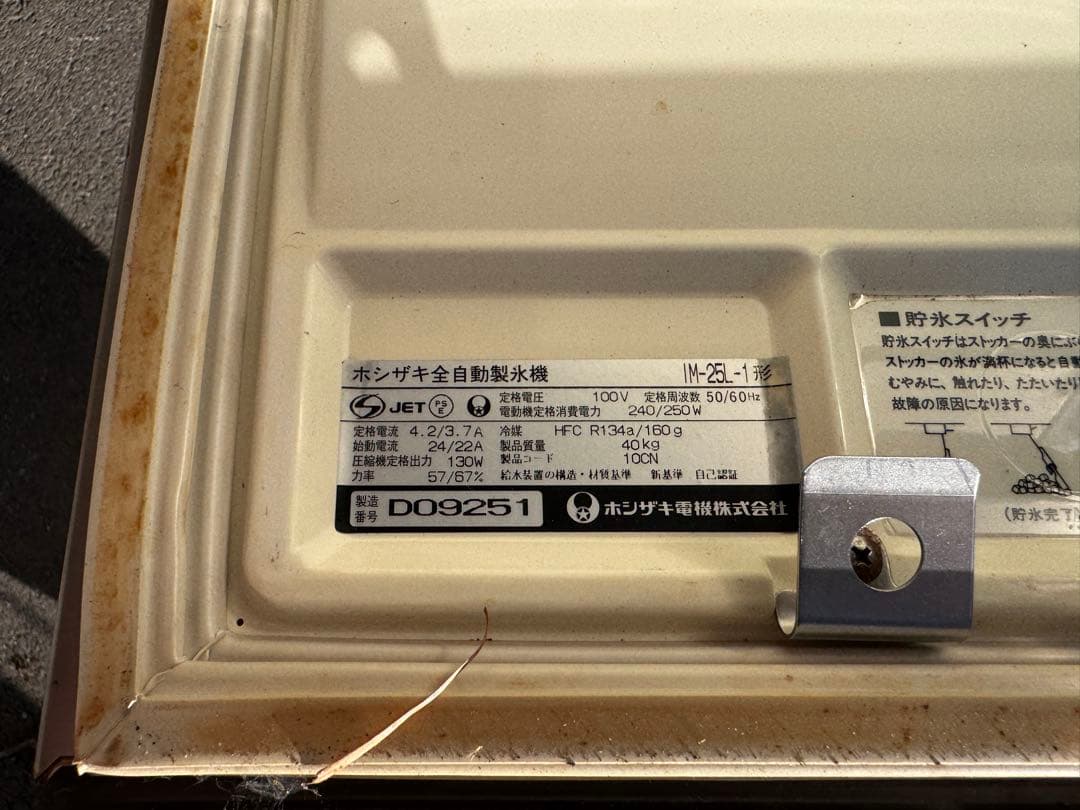 ホシザキ全自動製氷機 IM-25L-1形
JET PS E
定格電圧 100V 定格周波数 50/60Hz
電動機定格消費電力 240/250W
定格電流 4.2/3.7A 冷媒 HFC R134a/160g
始動電流 24/22A 製品質量 40kg
圧縮機定格出力 130W 製品コード 10CN
力率 57/67% 給水装置の構造・材質基準 新基準 自己認証
製造番号 D09251 ホシザキ電機株式会社
■貯氷スイッチ
貯氷スイッチはストッカーの奥にぶ
ストッカーの氷が満杯になると自動
むやみに、触れたり、たたいたり
故障の原因になります。
(貯氷完了